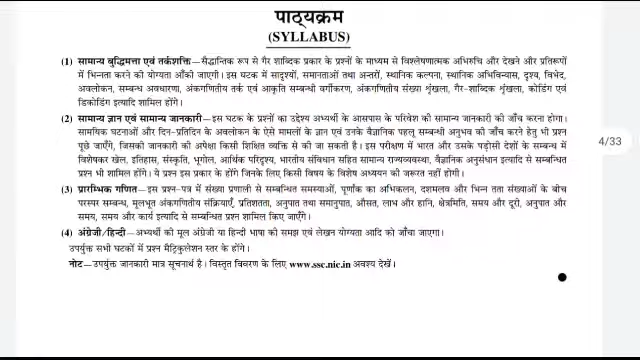 पाठ्यक्रम
(SYLLABUS)
(1) सामान्य बुद्धिमत्ता एवं तर्कशक्ति—सैद्धान्तिक रूप से गैर शाब्दिक प्रकार के प्रश्नों के माध्यम से विश्लेषणात्मक अभिरुचि और देखने और प्रतिरूपों
में भिन्नता करने की योग्यता आँकी जाएगी। इस घटक में सादृश्यों, समानताओं तथा अन्तरों, स्थानिक कल्पना, स्थानिक अभिविन्यास, दृश्य, विभेद,
अवलोकन, सम्बन्ध अवधारणा, अंकगणितीय तर्क एवं आकृति सम्बन्धी वर्गीकरण, अंकगणितीय संख्या शृंखला, गैर-शाब्दिक शृंखला, कोडिंग एवं
डिकोडिंग इत्यादि शामिल होंगे।
(2) सामान्य ज्ञान एवं सामान्य जानकारी—इस घटक के प्रश्नों का उद्देश्य अभ्यर्थी के आसपास के परिवेश की सामान्य जानकारी की जाँच करना होगा।
सामयिक घटनाओं और दिन-प्रतिदिन के अवलोकन के ऐसे मामलों के ज्ञान एवं उनके वैज्ञानिक पहलू सम्बन्धी अनुभव की जाँच करने हेतु भी प्रश्न
पूछे जाएँगे, जिसकी जानकारी की अपेक्षा किसी शिक्षित व्यक्ति से की जा सकती है। इस परीक्षण में भारत और उसके पड़ोसी देशों के सम्बन्ध में
विशेषकर खेल, इतिहास, संस्कृति, भूगोल, आर्थिक परिदृश्य, भारतीय संविधान सहित सामान्य राज्यव्यवस्था, वैज्ञानिक अनुसंधान इत्यादि से सम्बन्धित
प्रश्न भी शामिल होंगे। ये प्रश्न इस प्रकार के होंगे जिनके लिए किसी विषय के विशेष अध्ययन की जरूरत नहीं होगी।
(3) प्रारम्भिक गणित—इस प्रश्न-पत्र में संख्या प्रणाली से सम्बन्धित समस्याओं, पूर्णांक का अभिकलन, दशमलव और भिन्न तता संख्याओं के बीच
परस्पर सम्बन्ध, मूलभूत अंकगणितीय संक्रियाएँ, प्रतिशतता, अनुपात तथा समानुपात, औसत, लाभ और हानि, क्षेत्रमिति, समय और दूरी, अनुपात और
समय, समय और कार्य इत्यादि से सम्बन्धित प्रश्न शामिल किए जाएँगे।
(4) अंग्रेजी/हिन्दी—अभ्यर्थी की मूल अंग्रेजी या हिन्दी भाषा की समझ एवं लेखन योग्यता आदि को जाँचा जाएगा।
उपर्युक्त सभी घटकों में प्रश्न मैट्रिकुलेशन स्तर के होंगे।
नोट—उपर्युक्त जानकारी मात्र सूचनार्थ है। विस्तृत विवरण के लिए www.ssc.nic.in अवश्य देखें।
4/33